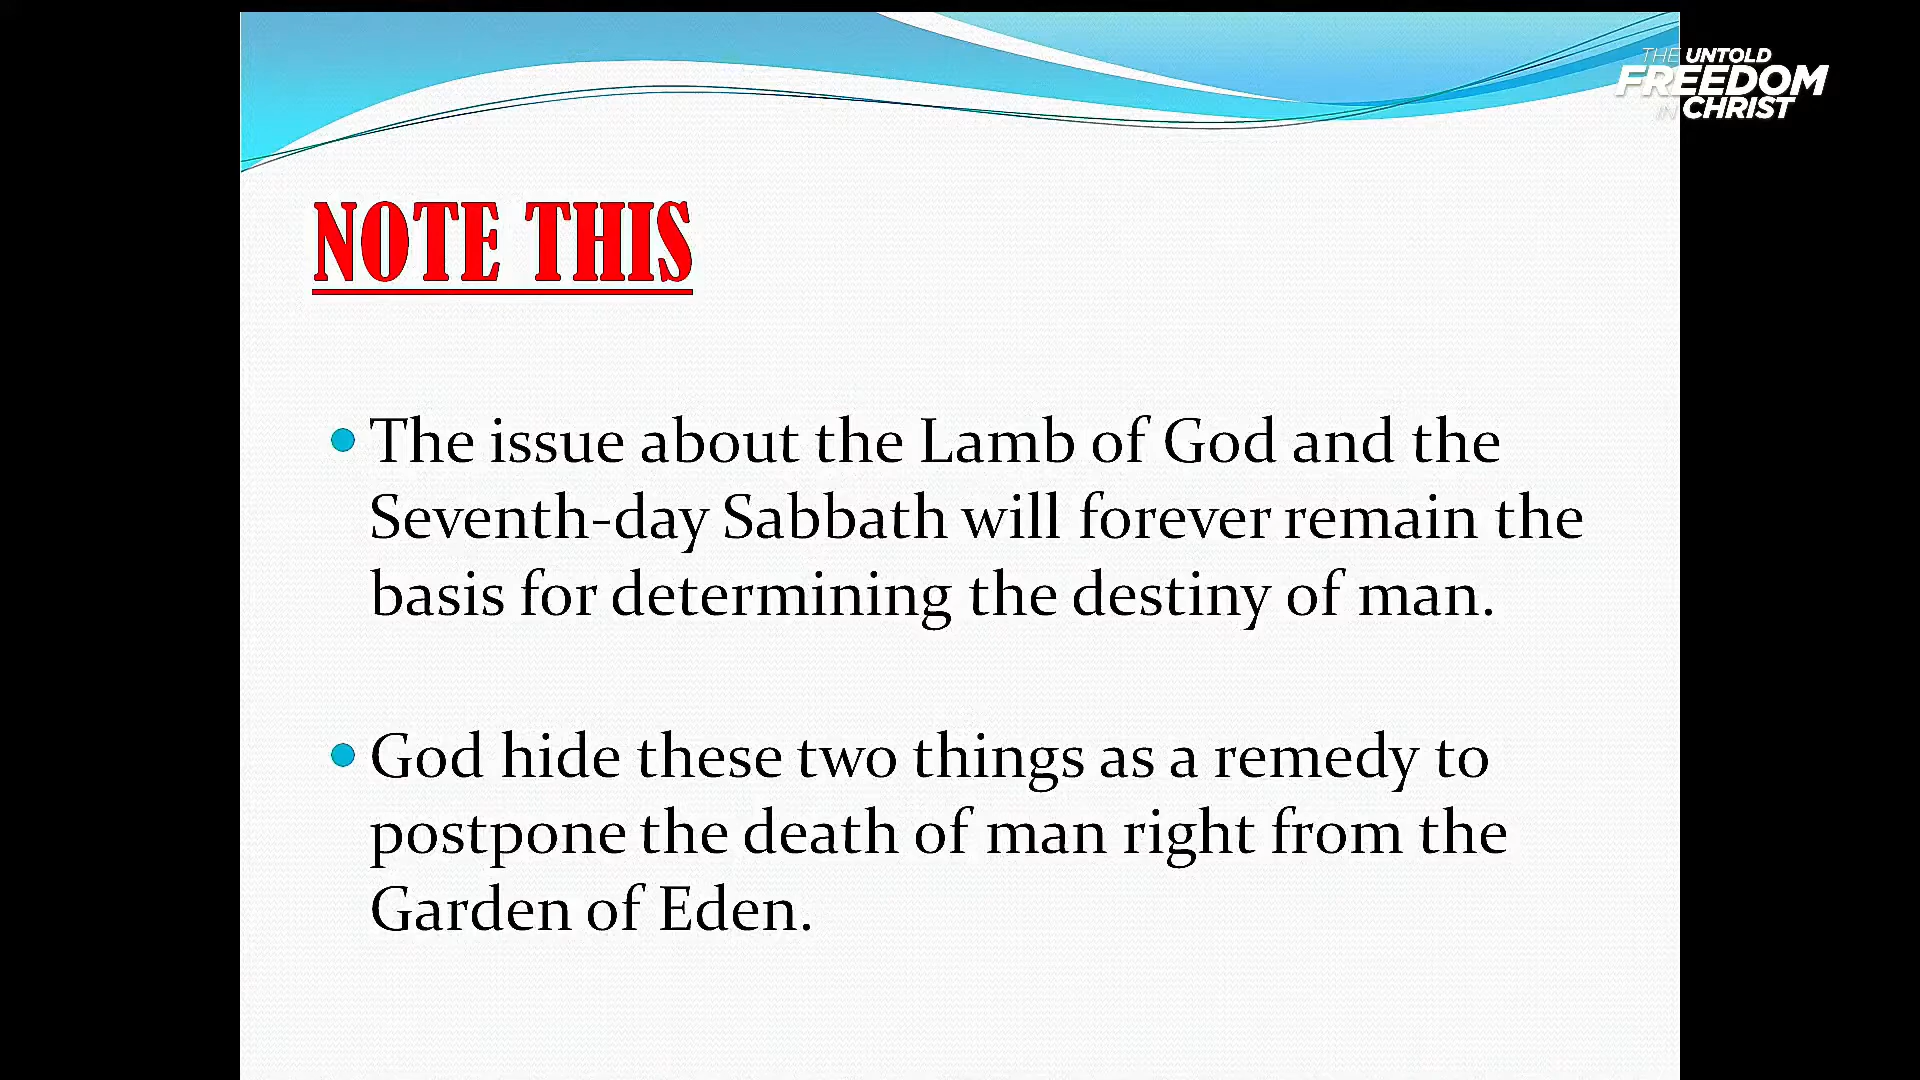 THE UNTOLD
FREEDOM
IN CHRIST
NOTE THIS
• The issue about the Lamb of God and the
Seventh-day Sabbath will forever remain the
basis for determining the destiny of man.
• God hide these two things as a remedy to
postpone the death of man right from the
Garden of Eden.